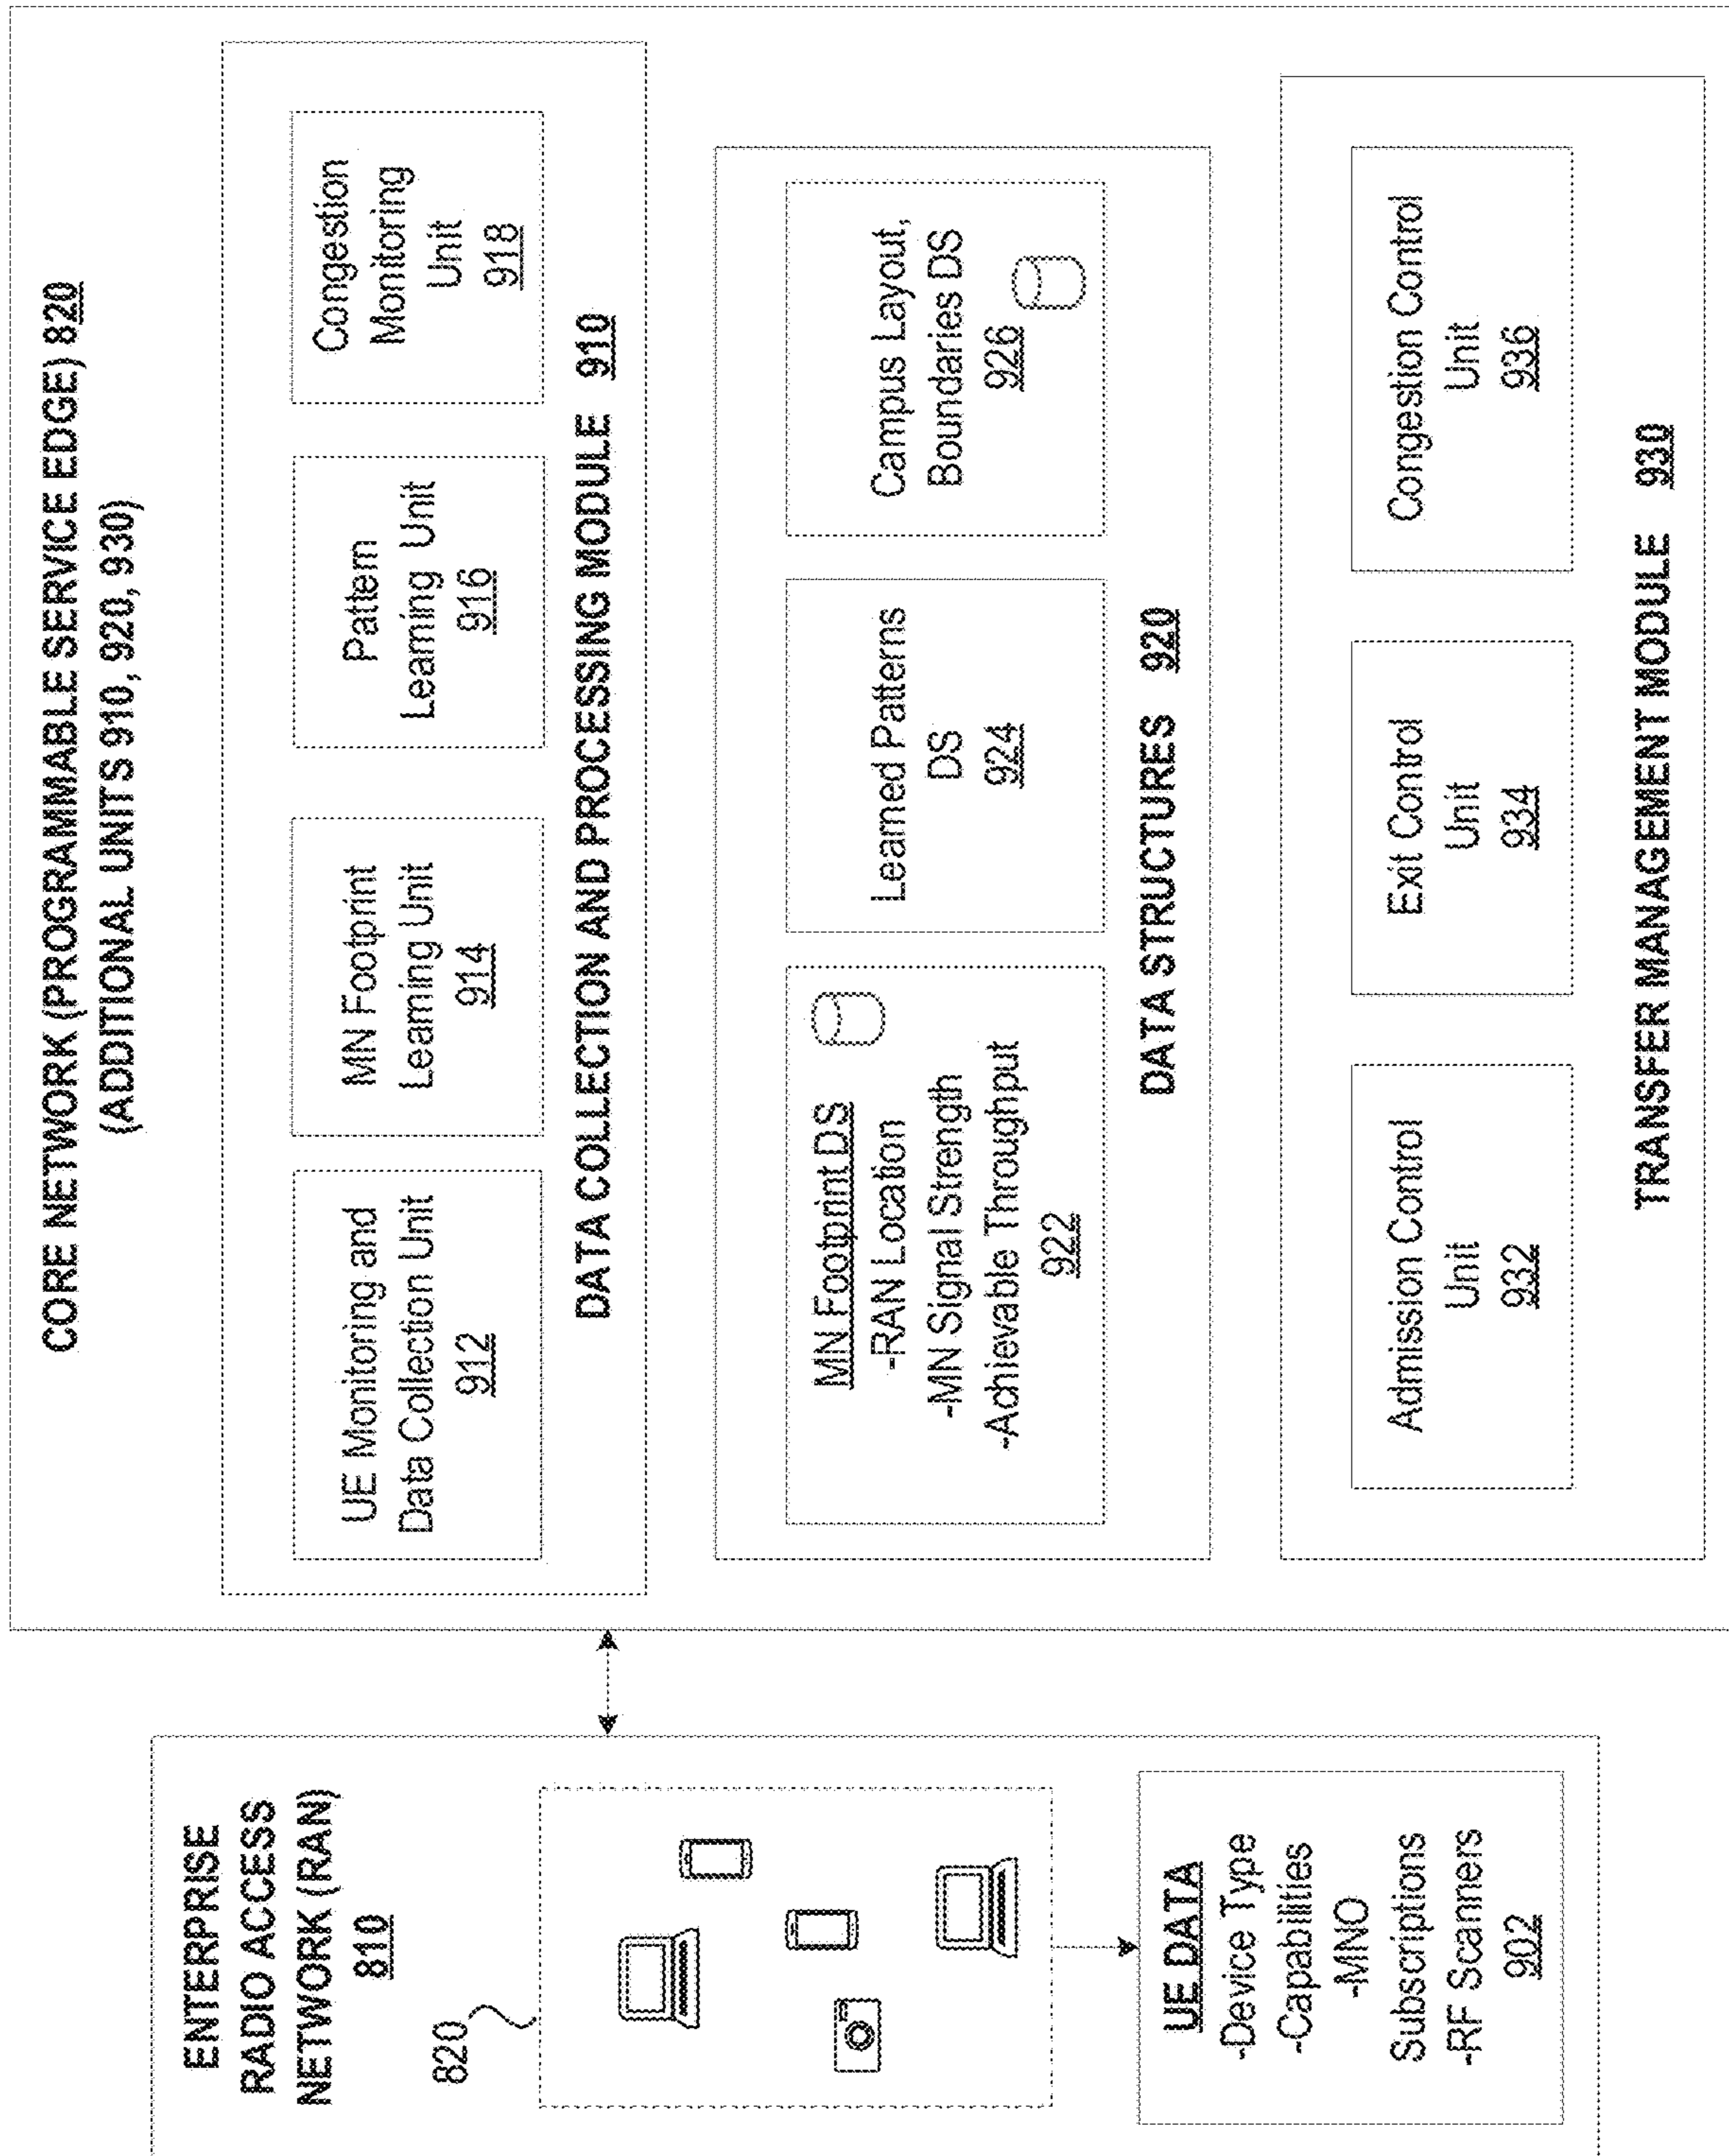 CORE NETWORK (PROGRAMMABLE SERVICE EDGE) 820
(ADDITIONAL UNITS 910, 920, 930)
UE Monitoring and
Data Collection Unit
912
MN Footprint
Learning Unit
914
Pattern
Learning Unit
916
Congestion
Monitoring
Unit
918
DATA COLLECTION AND PROCESSING MODULE 910
MN Footprint DS
-RAN Location
-MN Signal Strength
-Achievable Throughput
922
Learned Patterns
DS
924
Campus Layout,
Boundaries DS
926
DATA STRUCTURES 920
Admission Control
Unit
932
Exit Control
Unit
934
Congestion Control
Unit
936
TRANSFER MANAGEMENT MODULE 930
ENTERPRISE
RADIO ACCESS
NETWORK (RAN)
810
820
UE DATA
-Device Type
-Capabilities
-MNO
Subscriptions
-RF Scanners
902